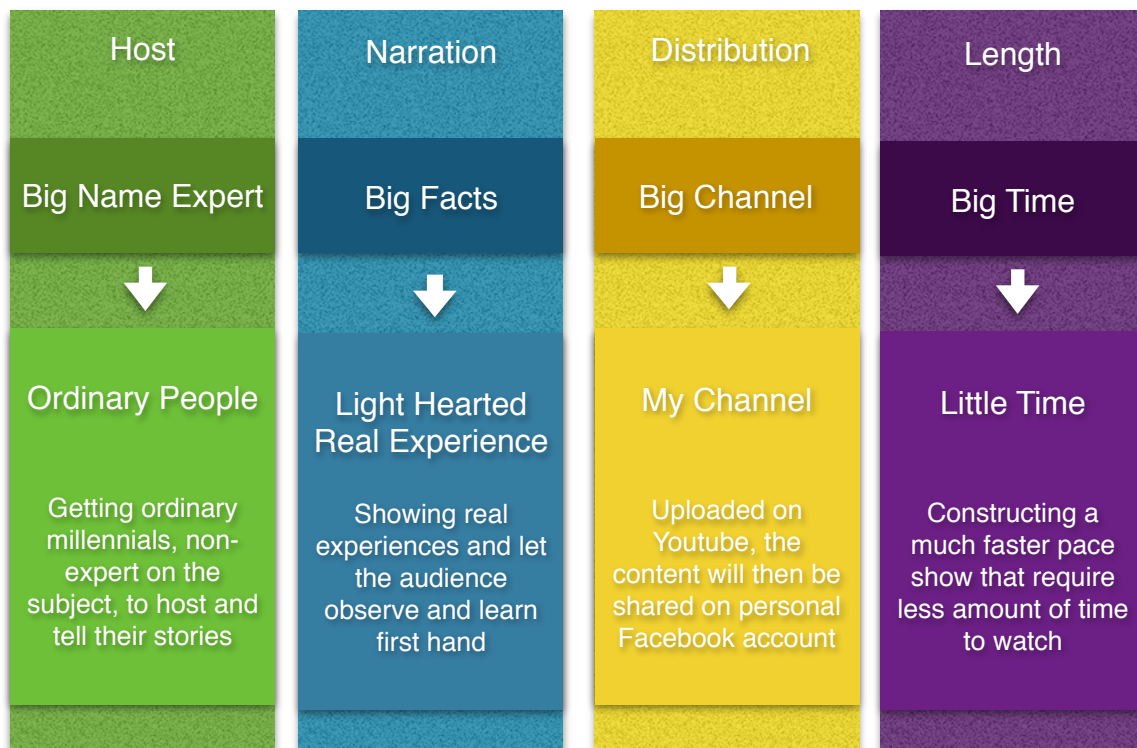 Host
Big Name Expert
Ordinary People
Getting ordinary
millennials, non-
expert on the
subject, to host and
tell their stories
Narration
Big Facts
Light Hearted
Real Experience
Showing real
experiences and let
the audience
observe and learn
first hand
Distribution
Big Channel
My Channel
Uploaded on
Youtube, the
content will then be
shared on personal
Facebook account
Length
Big Time
Little Time
Constructing a
much faster pace
show that require
less amount of time
to watch